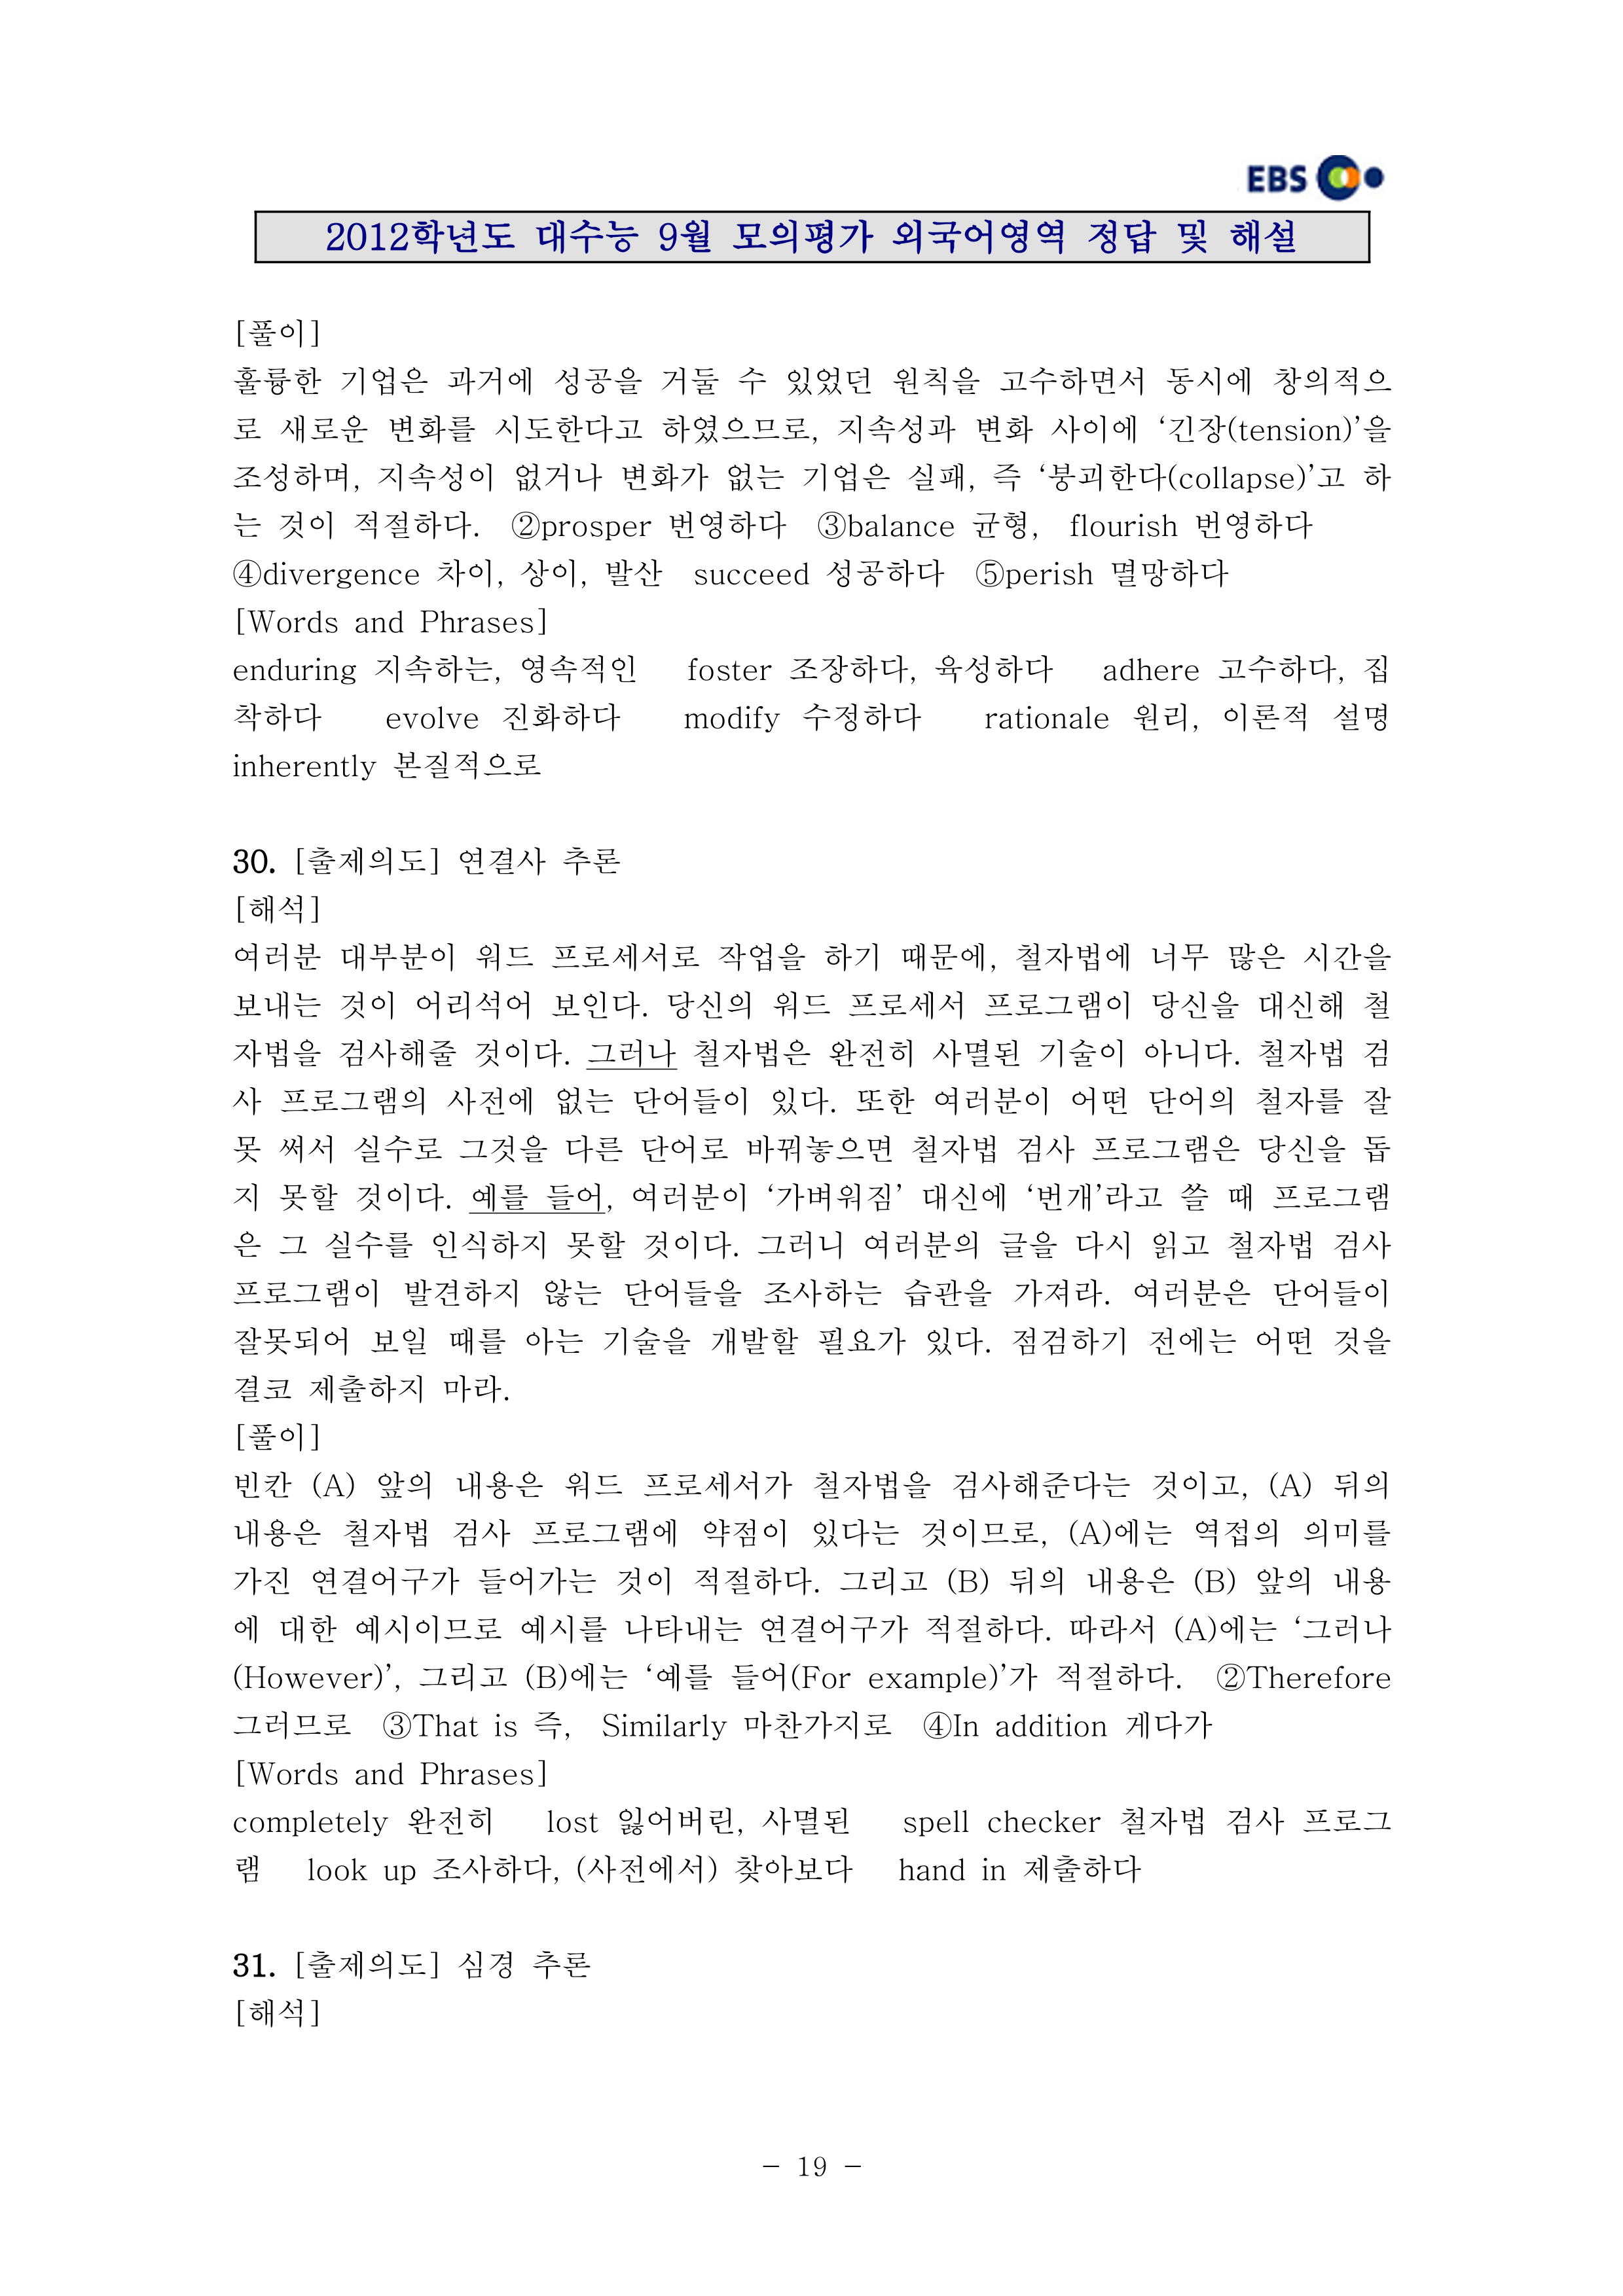 EBS
2012학년도 대수능 9월 모의평가 외국어영역 정답 및 해설
[풀이]
훌륭한 기업은 과거에 성공을 거둘 수 있었던 원칙을 고수하면서 동시에 창의적으
로 새로운 변화를 시도한다고 하였으므로, 지속성과 변화 사이에 ‘긴장(tension)’을
조성하며, 지속성이 없거나 변화가 없는 기업은 실패, 즉 ‘붕괴한다(collapse)’고 하
는 것이 적절하다. ②prosper 번영하다 ③balance 균형, flourish 번영하다
④divergence 차이, 상이, 발산 succeed 성공하다 ⑤perish 멸망하다
[Words and Phrases]
enduring 지속하는, 영속적인 foster 조장하다, 육성하다 adhere 고수하다, 집
착하다 evolve 진화하다 modify 수정하다 rationale 원리, 이론적 설명
inherently 본질적으로
30. [출제의도] 연결사 추론
[해석]
여러분 대부분이 워드 프로세서로 작업을 하기 때문에, 철자법에 너무 많은 시간을
보내는 것이 어리석어 보인다. 당신의 워드 프로세서 프로그램이 당신을 대신해 철
자법을 검사해줄 것이다. 그러나 철자법은 완전히 사멸된 기술이 아니다. 철자법 검
사 프로그램의 사전에 없는 단어들이 있다. 또한 여러분이 어떤 단어의 철자를 잘
못 써서 실수로 그것을 다른 단어로 바꿔놓으면 철자법 검사 프로그램은 당신을 돕
지 못할 것이다. 예를 들어, 여러분이 ‘가벼워짐’ 대신에 ‘번개’라고 쓸 때 프로그램
은 그 실수를 인식하지 못할 것이다. 그러니 여러분의 글을 다시 읽고 철자법 검사
프로그램이 발견하지 않는 단어들을 조사하는 습관을 가져라. 여러분은 단어들이
잘못되어 보일 때를 아는 기술을 개발할 필요가 있다. 점검하기 전에는 어떤 것을
결코 제출하지 마라.
[풀이]
빈칸 (A) 앞의 내용은 워드 프로세서가 철자법을 검사해준다는 것이고, (A) 뒤의
내용은 철자법 검사 프로그램에 약점이 있다는 것이므로, (A)에는 역접의 의미를
가진 연결어구가 들어가는 것이 적절하다. 그리고 (B) 뒤의 내용은 (B) 앞의 내용
에 대한 예시이므로 예시를 나타내는 연결어구가 적절하다. 따라서 (A)에는 ‘그러나
(However)’, 그리고 (B)에는 ‘예를 들어(For example)’가 적절하다. ②Therefore
그러므로 ③That is 즉, Similarly 마찬가지로 ④In addition 게다가
[Words and Phrases]
completely 완전히 lost 잃어버린, 사멸된 spell checker 철자법 검사 프로그
램 look up 조사하다, (사전에서) 찾아보다 hand in 제출하다
31. [출제의도] 심경 추론
[해석]
- 19 -